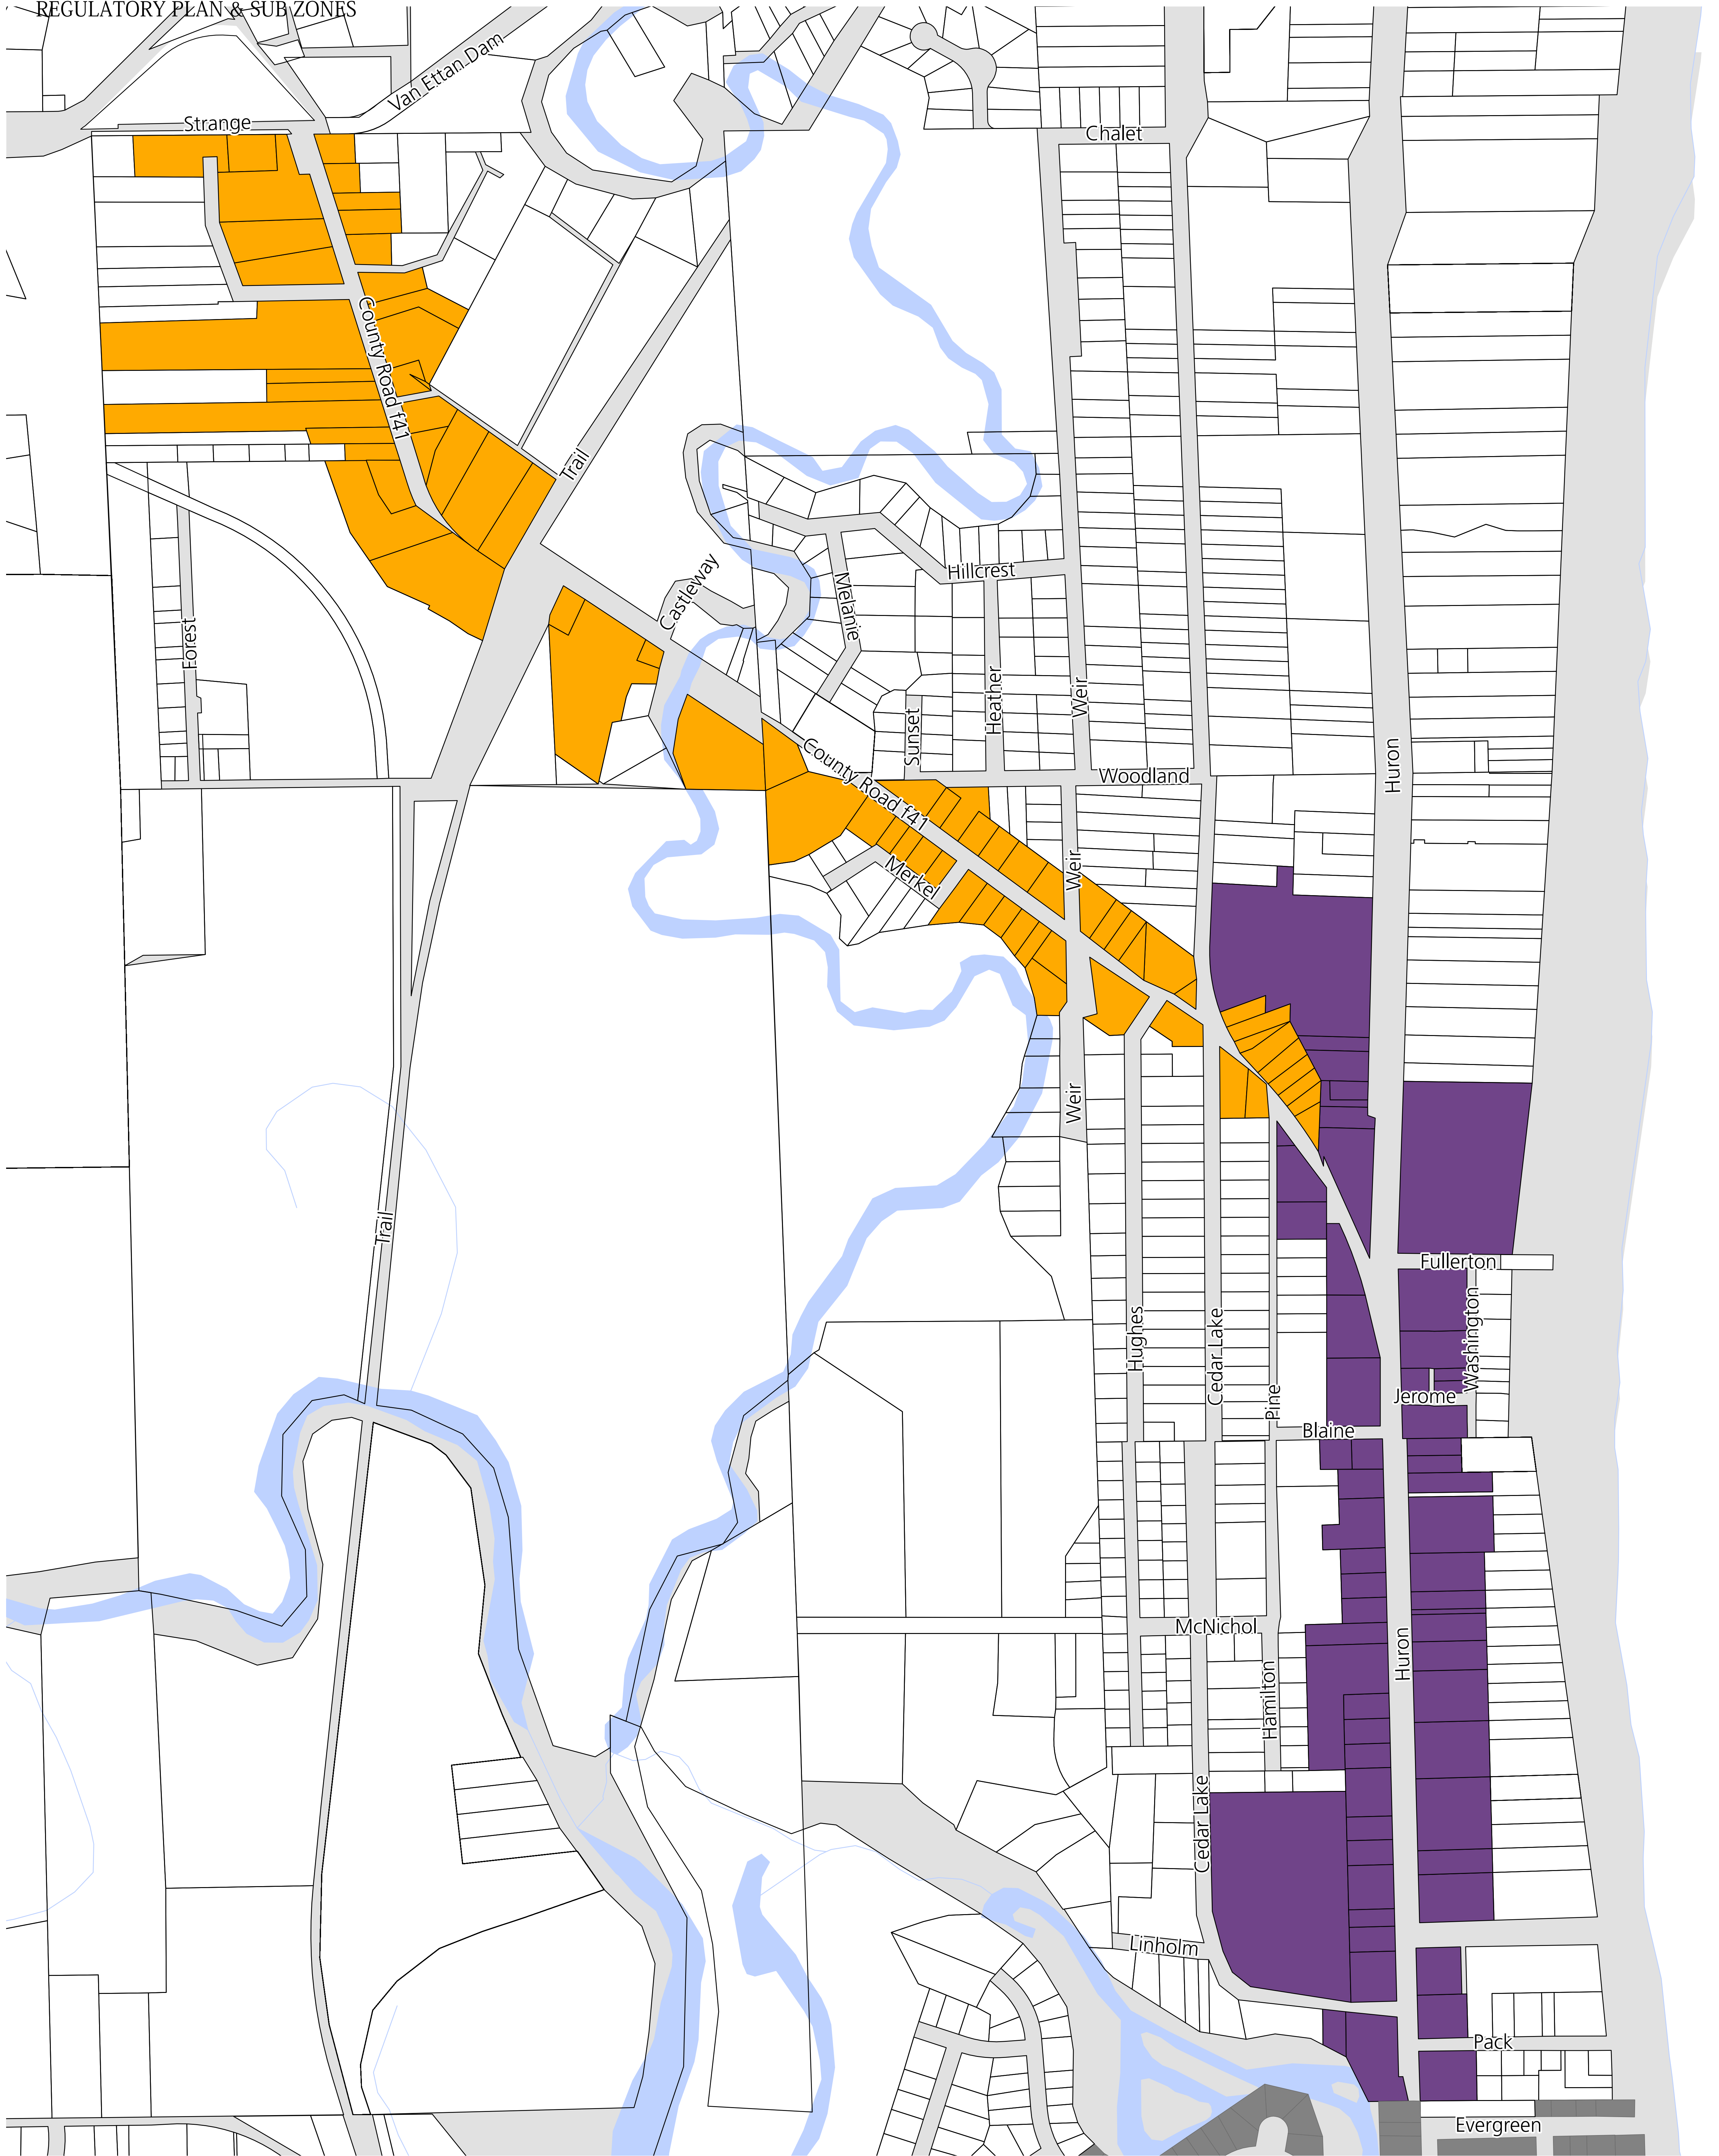 REGULATORY PLAN & SUB ZONES
Van Ettan Dam
Strange
Chalet
County Road f41
Trail
Castleway
Hillcrest
Melanie
Forest
Heather
Weir
Sunset
Huron
County Road f41
Woodland
Weir
Merkel
Weir
Trail
Fullerton
Hughes
Cedar Lake
Washington
Pine
Jerome
Blaine
McNichol
Huron
Hamilton
Cedar Lake
Linholm
Pack
Evergreen